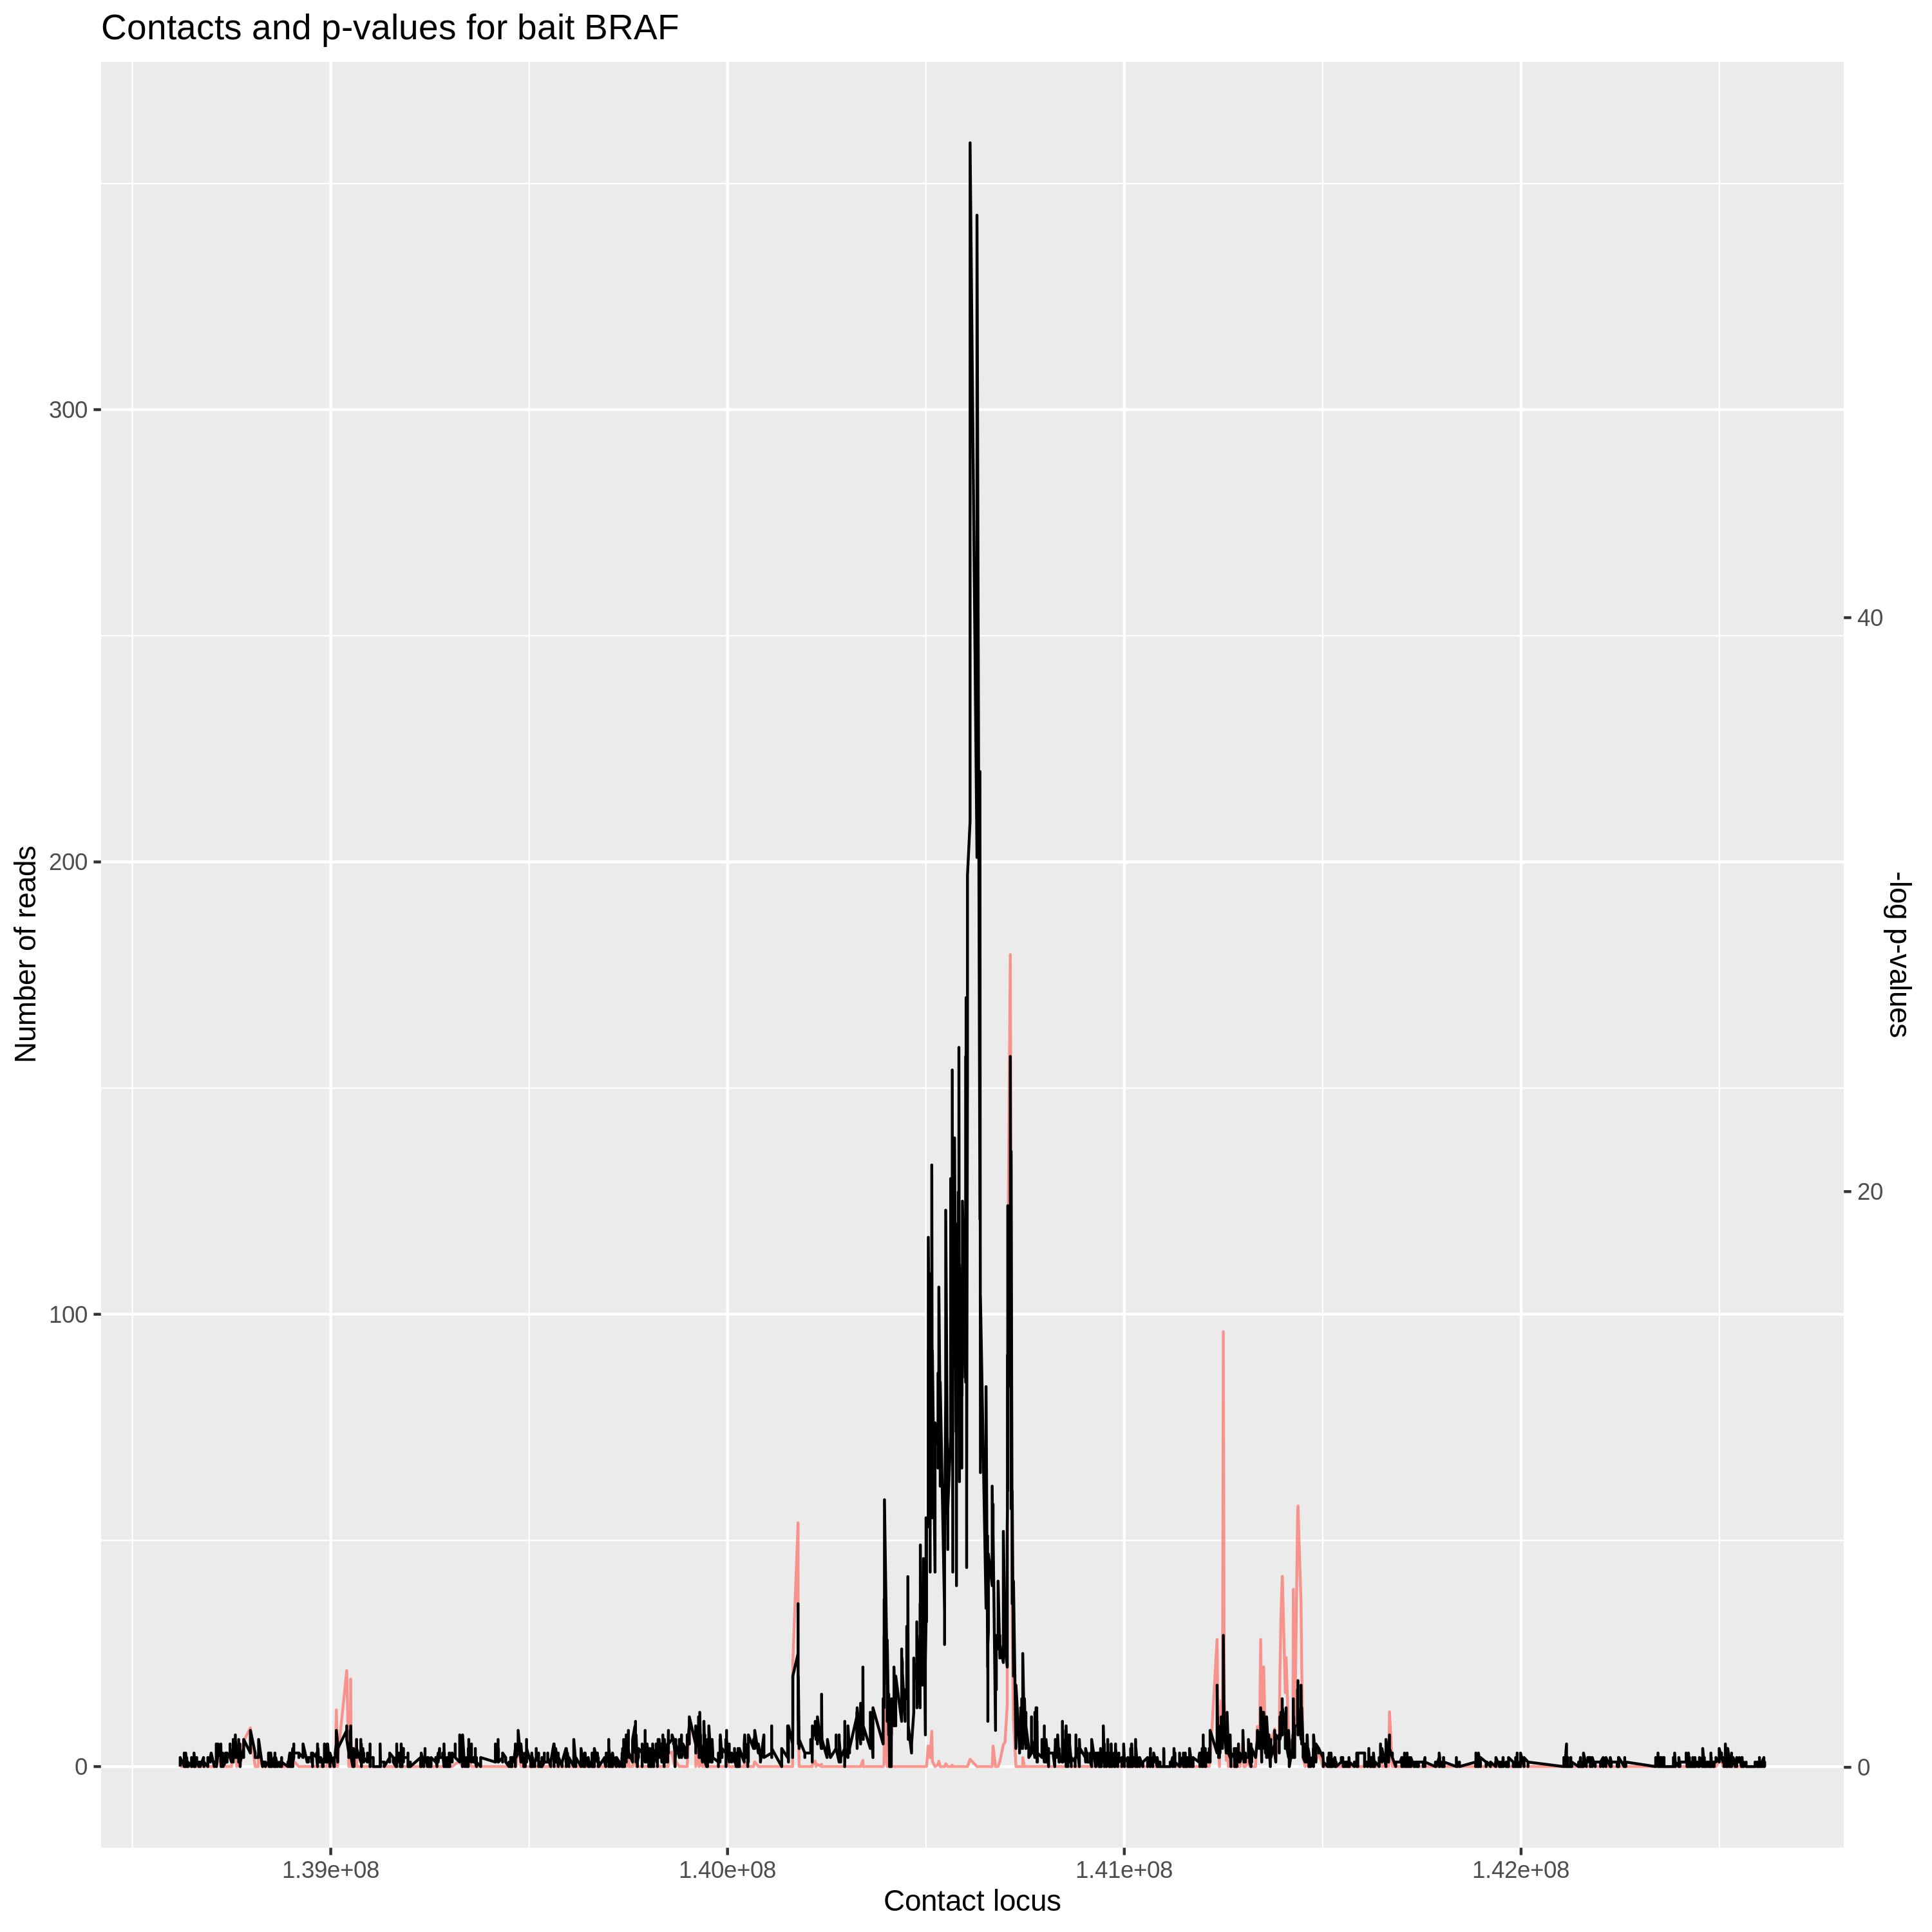 Contacts and p-values for bait BRAF
Number of reads
300
200
100
0
40
20
0
-log p-values
1.39e+08
1.40e+08
1.41e+08
1.42e+08
Contact locus